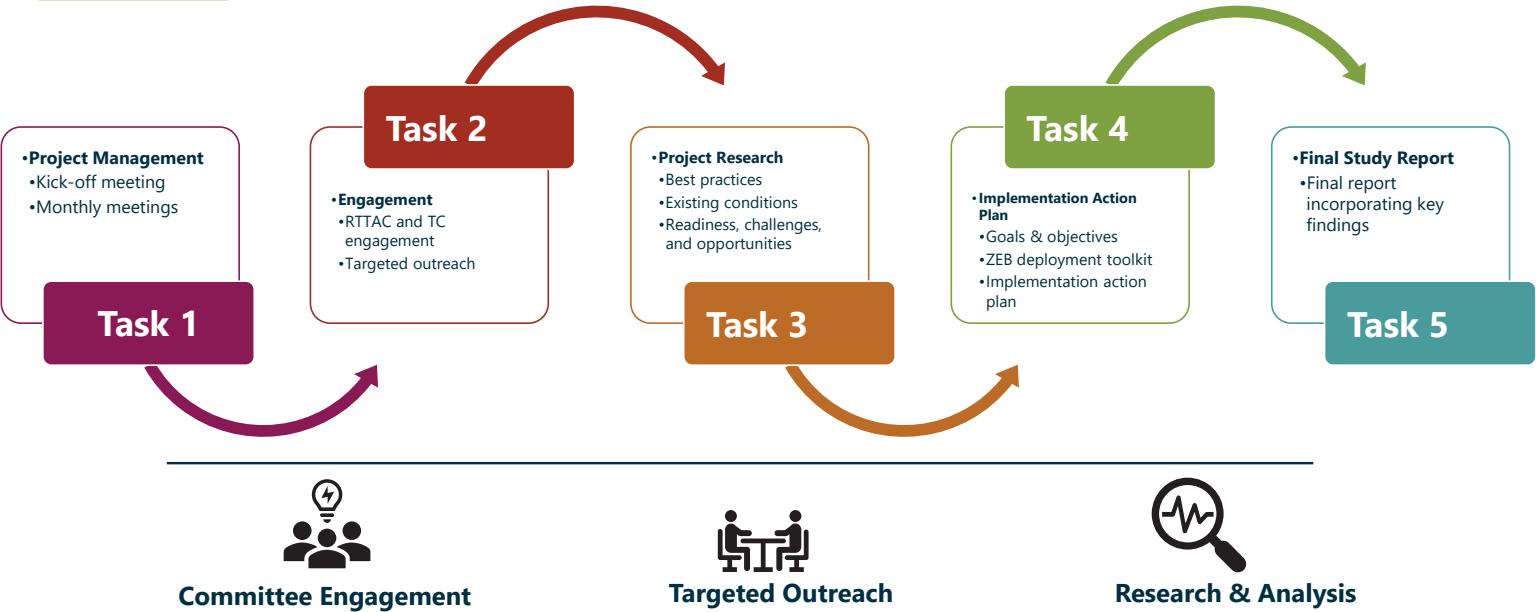 Task 1
•Project Management
•Kick-off meeting
•Monthly meetings
Task 2
•Engagement
•RTTAC and TC
engagement
•Targeted outreach
Task 3
•Project Research
•Best practices
•Existing conditions
•Readiness, challenges,
and opportunities
Task 4
•Implementation Action
Plan
•Goals & objectives
•ZEB deployment toolkit
•Implementation action
plan
Task 5
•Final Study Report
•Final report
incorporating key
findings
Committee Engagement
Targeted Outreach
Research & Analysis